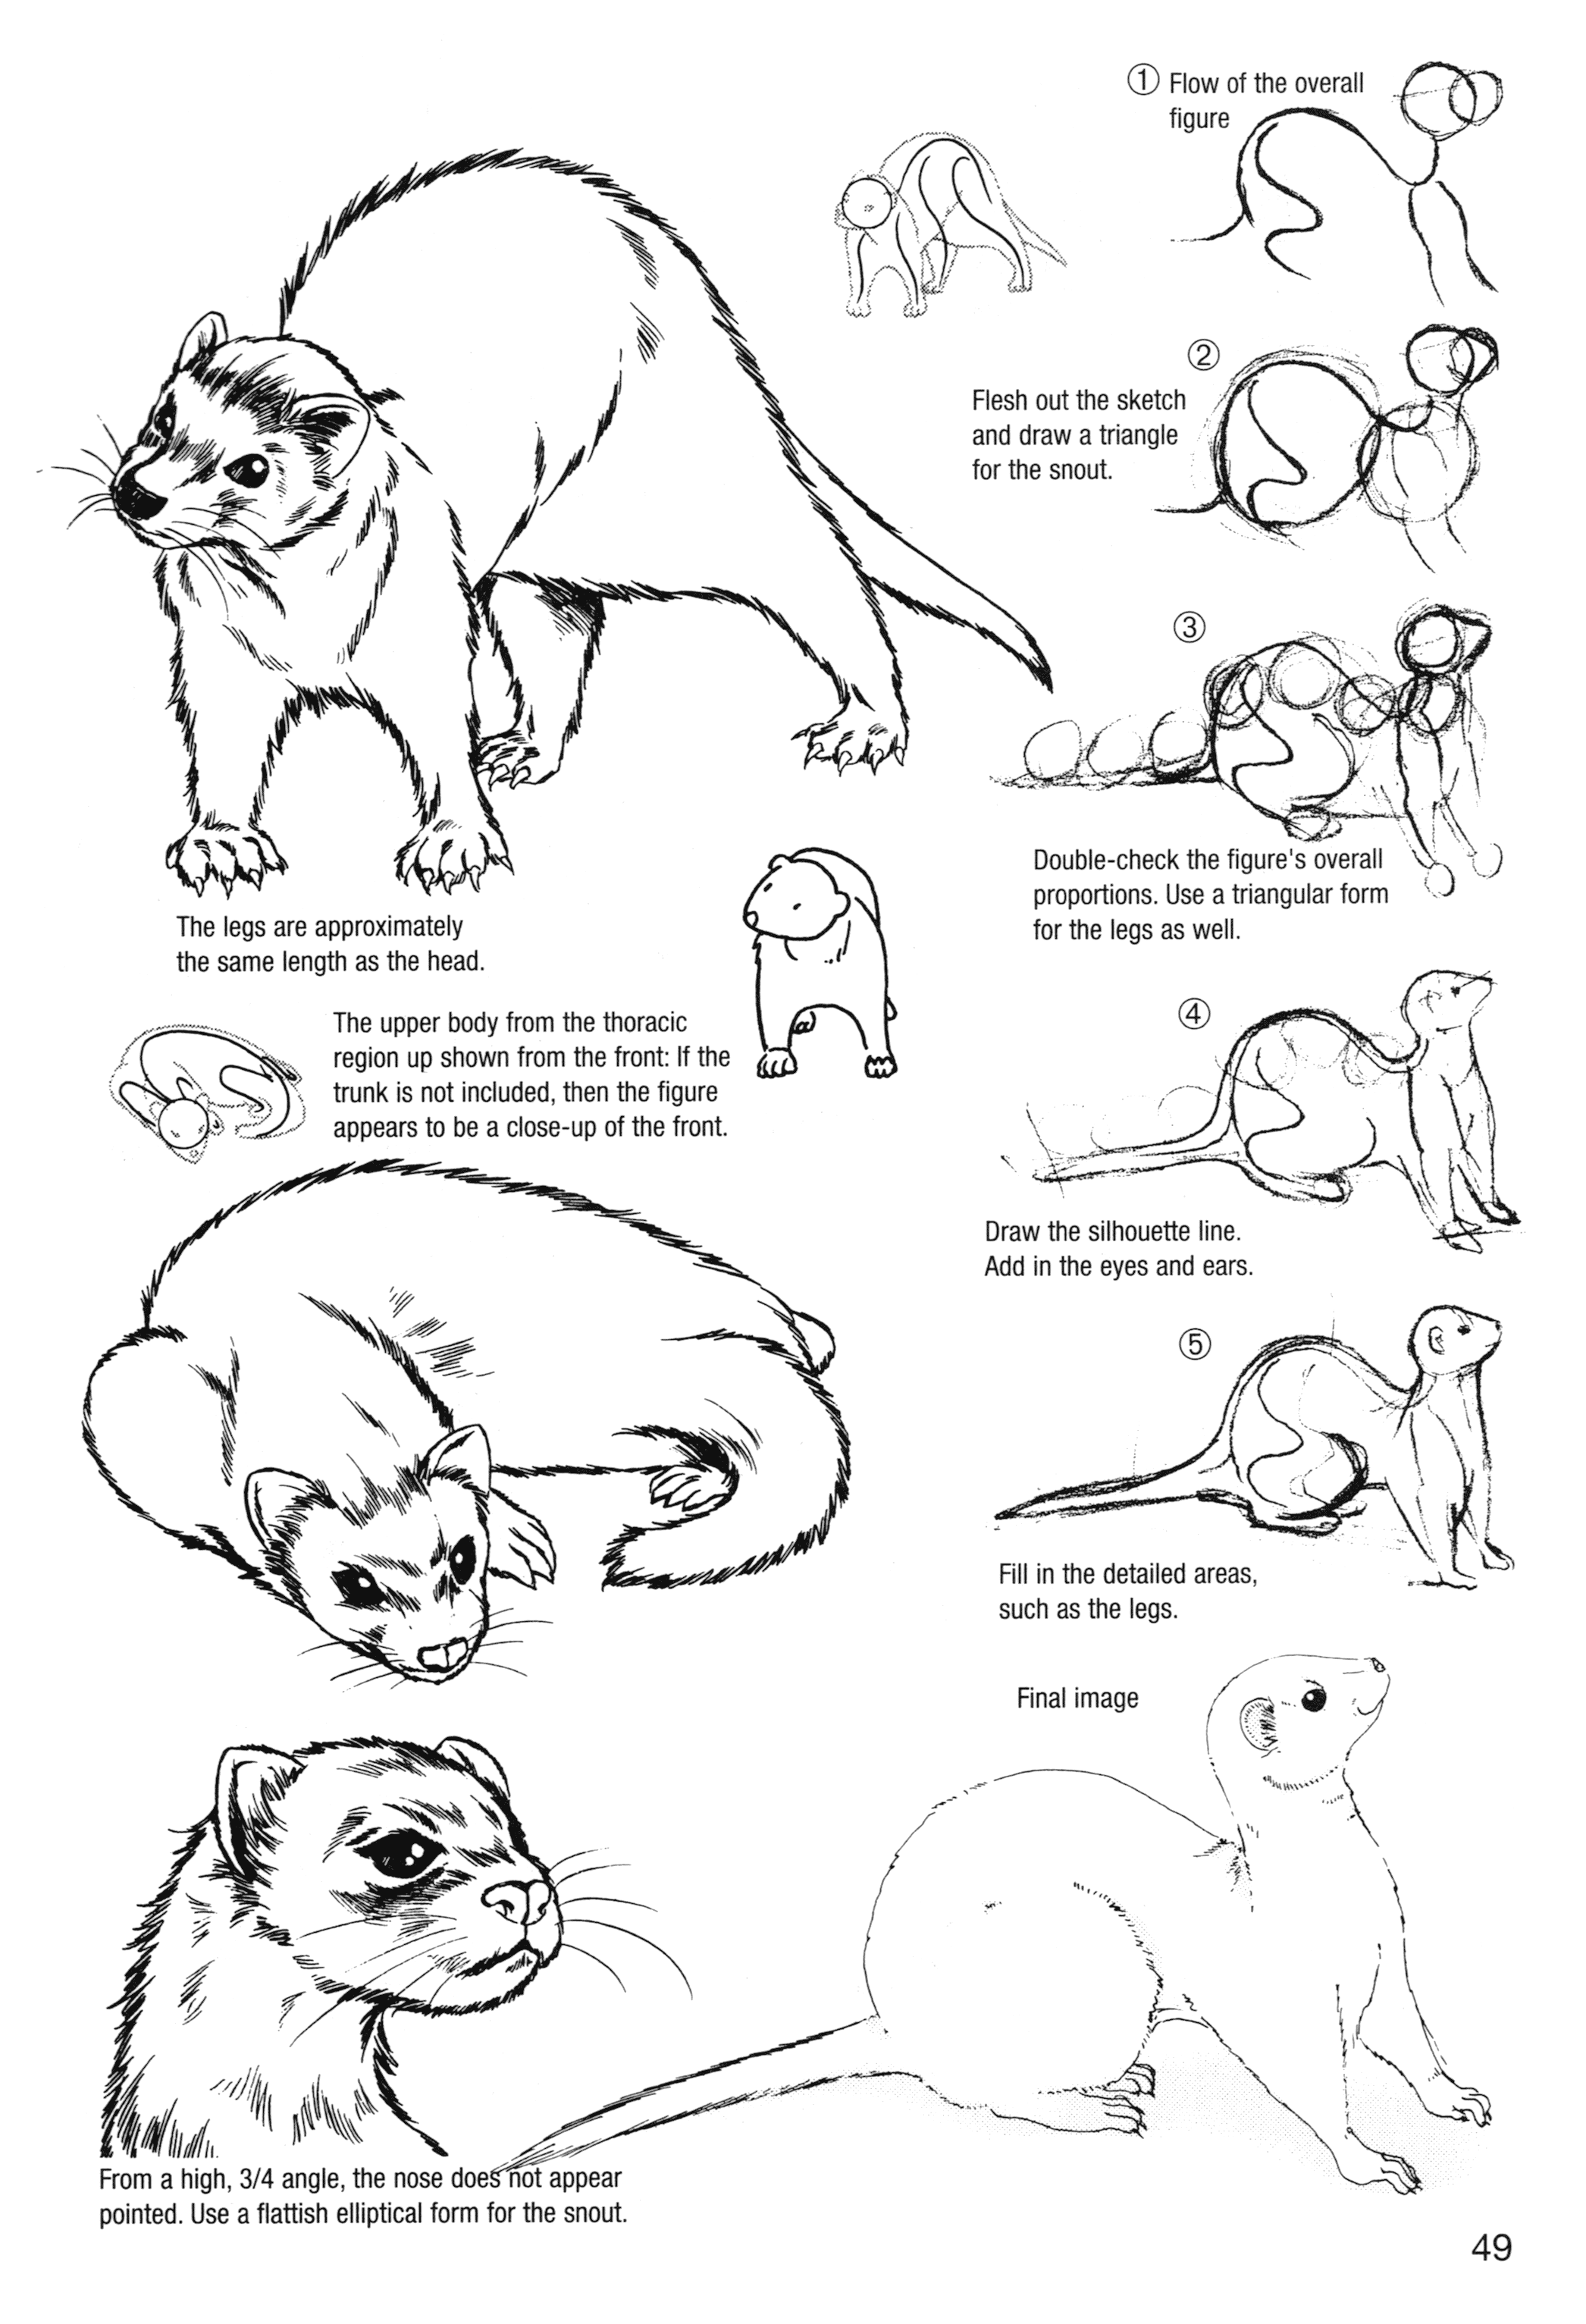 ① Flow of the overall
figure
②
Flesh out the sketch
and draw a triangle
for the snout.
③
Double-check the figure's overall
proportions. Use a triangular form
for the legs as well.
The legs are approximately
the same length as the head.
The upper body from the thoracic
region up shown from the front: If the
trunk is not included, then the figure
appears to be a close-up of the front.
④
Draw the silhouette line.
Add in the eyes and ears.
⑤
Fill in the detailed areas,
such as the legs.
Final image
From a high, 3/4 angle, the nose does not appear
pointed. Use a flattish elliptical form for the snout.
49